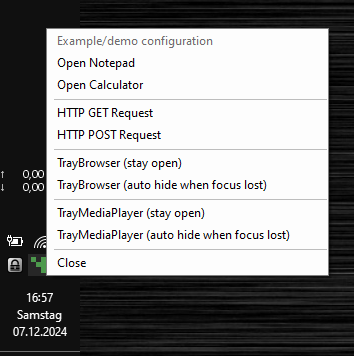 Example/demo configuration
Open Notepad
Open Calculator
HTTP GET Request
HTTP POST Request
TrayBrowser (stay open)
TrayBrowser (auto hide when focus lost)
TrayMediaPlayer (stay open)
TrayMediaPlayer (auto hide when focus lost)
Close
↑ 0,00
↓ 0,00
16:57
Samstag
07.12.2024